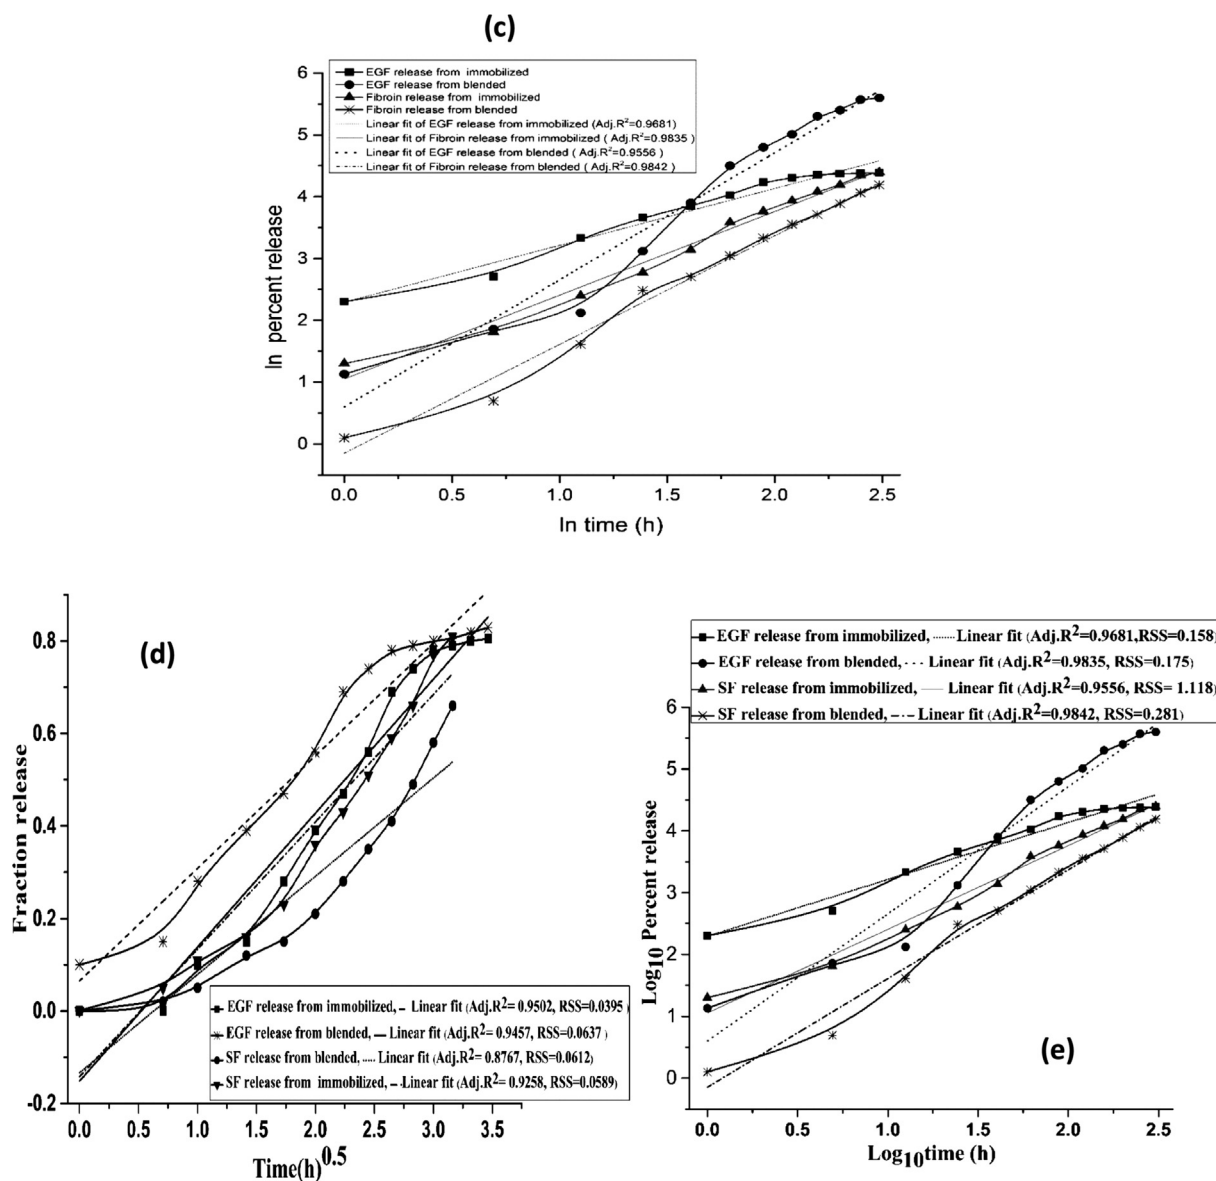 (c)
EGF release from immobilized
EGF release from blended
Fibroin release from immobilized
Fibroin release from blended
Linear fit of EGF release from immobilized (Adj.R²=0.9681)
Linear fit of Fibroin release from immobilized ( Adj.R²=0.9835 )
Linear fit of EGF release from blended ( Adj.R²=0.9556 )
Linear fit of Fibroin release from blended ( Adj.R²=0.9842 )
6
5
4
3
2
1
0
ln percent release
0.0 0.5 1.0 1.5 2.0 2.5
ln time (h)
(d)
0.8
0.6
0.4
0.2
0.0
-0.2
Fraction release
EGF release from immobilized, – Linear fit (Adj.R²= 0.9502, RSS=0.0395 )
EGF release from blended, — Linear fit (Adj.R²= 0.9457, RSS=0.0637)
SF release from blended, ..... Linear fit (Adj.R²= 0.8767, RSS=0.0612)
SF release from immobilized, –·Linear fit (Adj.R²= 0.9258, RSS=0.0589)
0.0 0.5 1.0 1.5 2.0 2.5 3.0 3.5
Time(h)^0.5
EGF release from immobilized, ....... Linear fit (Adj.R²=0.9681,RSS=0.158)
EGF release from blended, ... Linear fit (Adj.R²=0.9835, RSS=0.175)
SF release from immobilized, — Linear fit (Adj.R²=0.9556, RSS= 1.118)
SF release from blended, –·– Linear fit (Adj.R²=0.9842, RSS=0.281)
6
5
4
3
2
1
0
Log₁₀ Percent release
(e)
0.0 0.5 1.0 1.5 2.0 2.5
Log₁₀time (h)